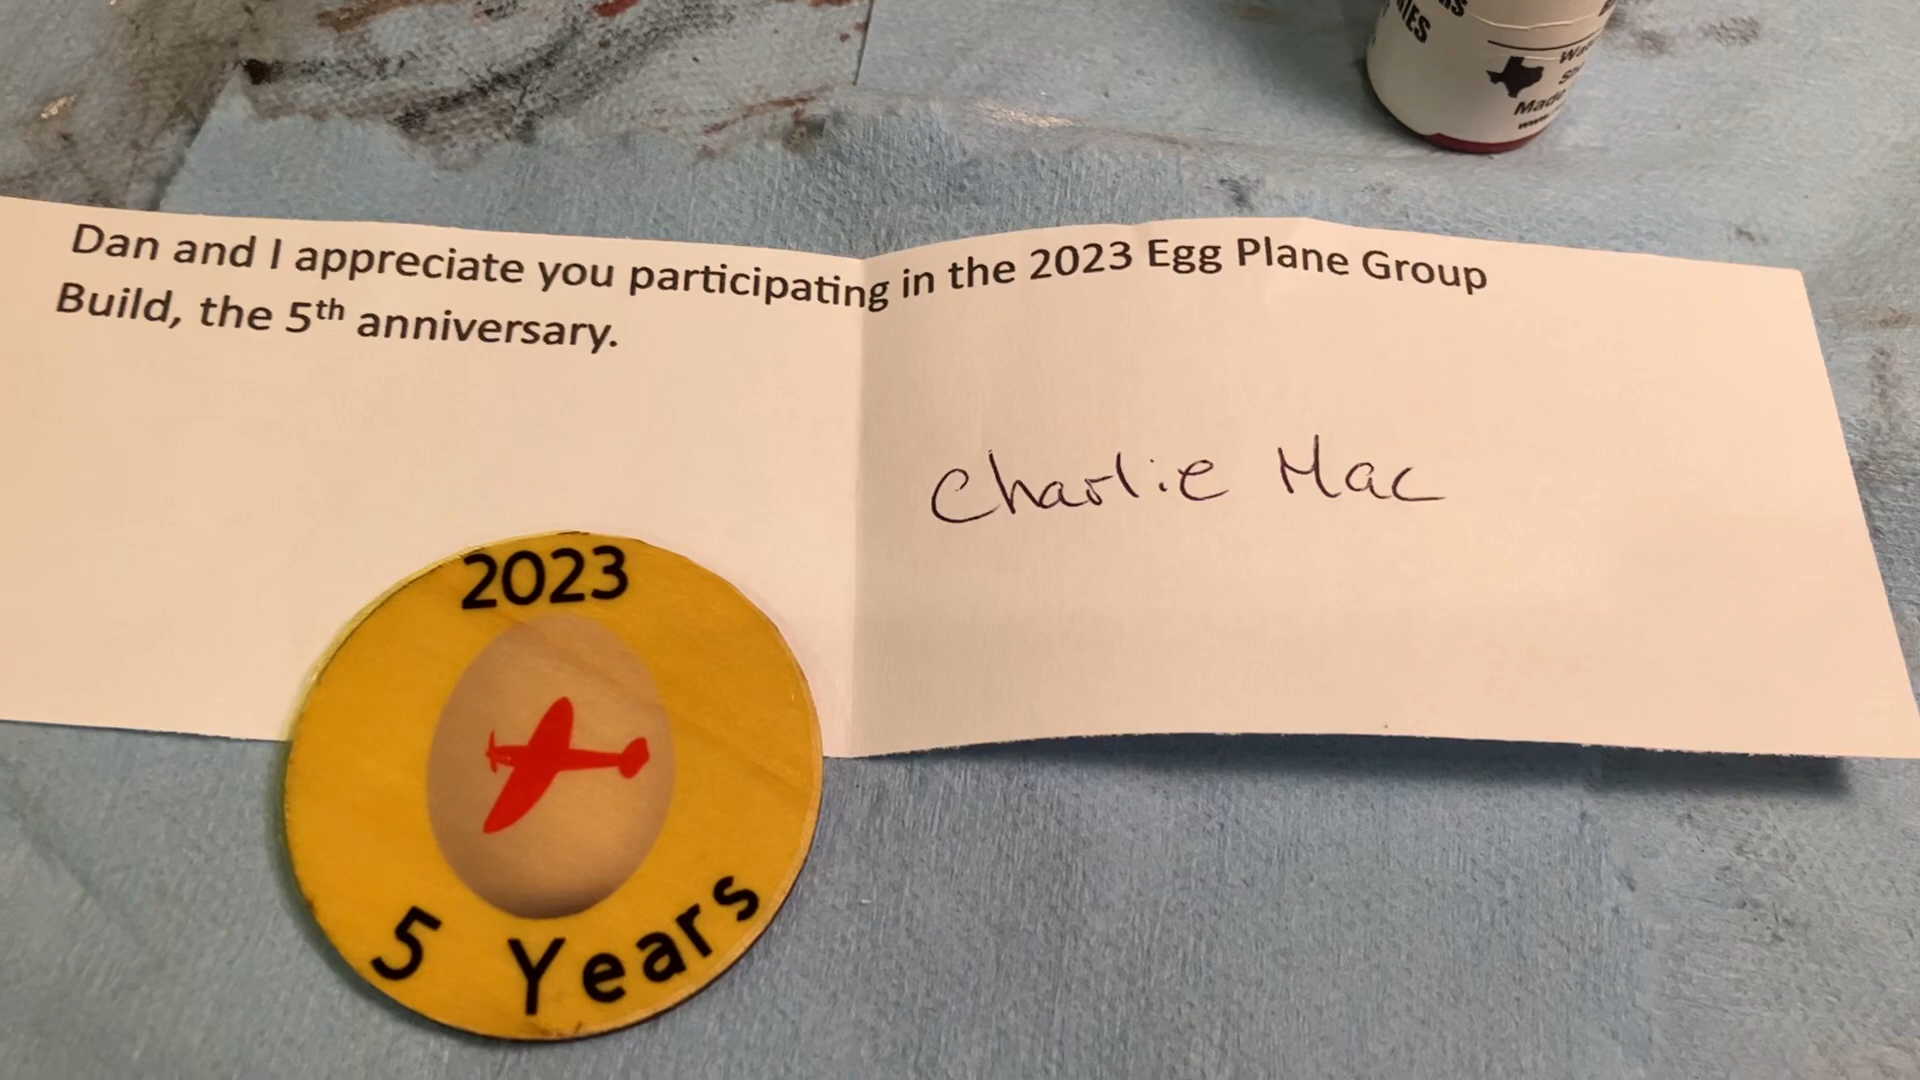 Dan and I appreciate you participating in the 2023 Egg Plane Group
Build, the 5th anniversary.
Charlie Mac
2023
5 Years
Made